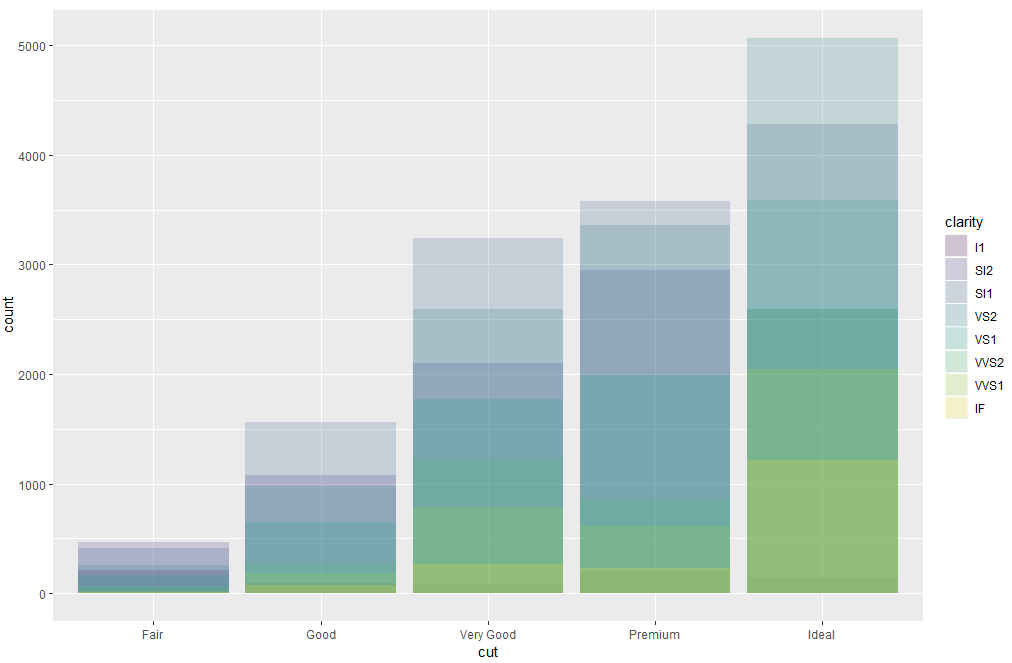 5000
4000
3000
2000
1000
0
count
Fair Good Very Good Premium Ideal
cut
clarity
I1
SI2
SI1
VS2
VS1
VVS2
VVS1
IF